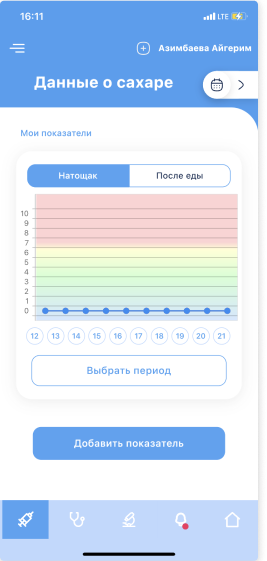 16:11
LTE
Азимбаева Айгерим
Данные о сахаре
Мои показатели
Натощак
После еды
10
9
8
7
6
5
4
3
2
1
0
12 13 14 15 16 17 18 19 20 21
Выбрать период
Добавить показатель